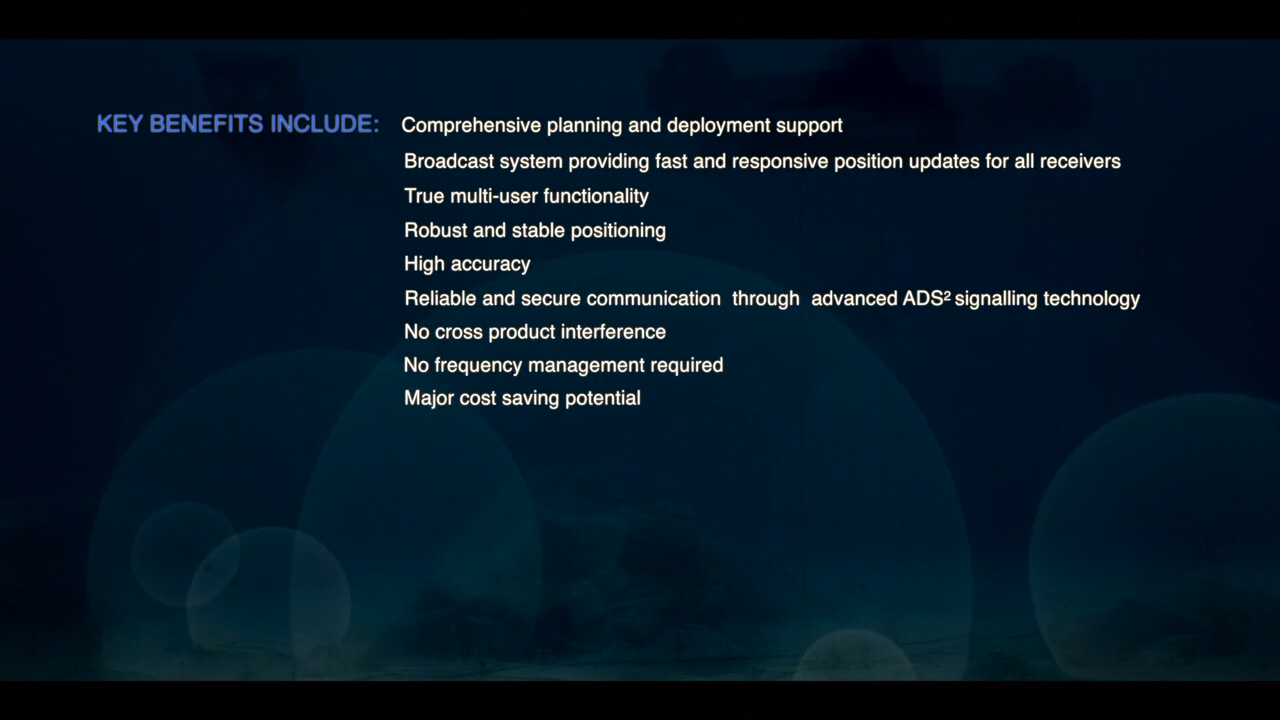 KEY BENEFITS INCLUDE: Comprehensive planning and deployment support
Broadcast system providing fast and responsive position updates for all receivers
True multi-user functionality
Robust and stable positioning
High accuracy
Reliable and secure communication through advanced ADS² signalling technology
No cross product interference
No frequency management required
Major cost saving potential